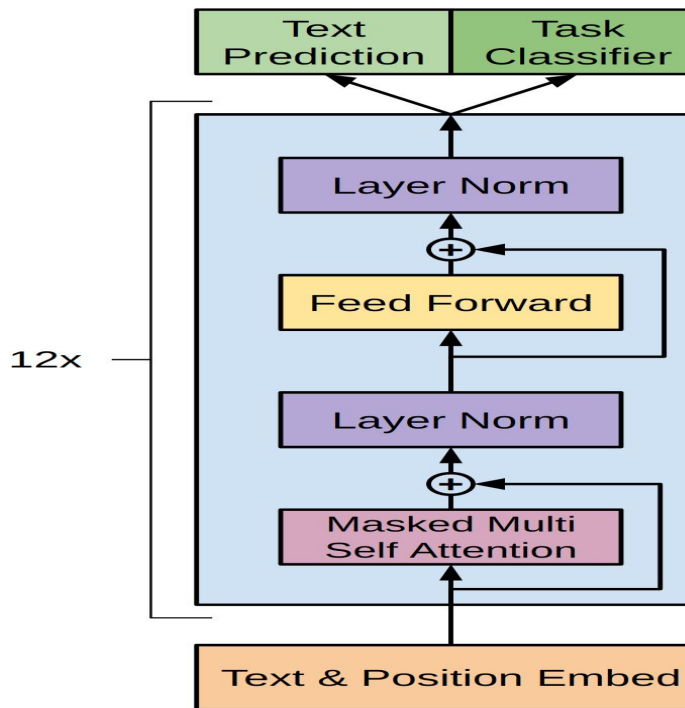 Text
Prediction
Task
Classifier
Layer Norm
+
Feed Forward
12x
Layer Norm
+
Masked Multi
Self Attention
Text & Position Embed